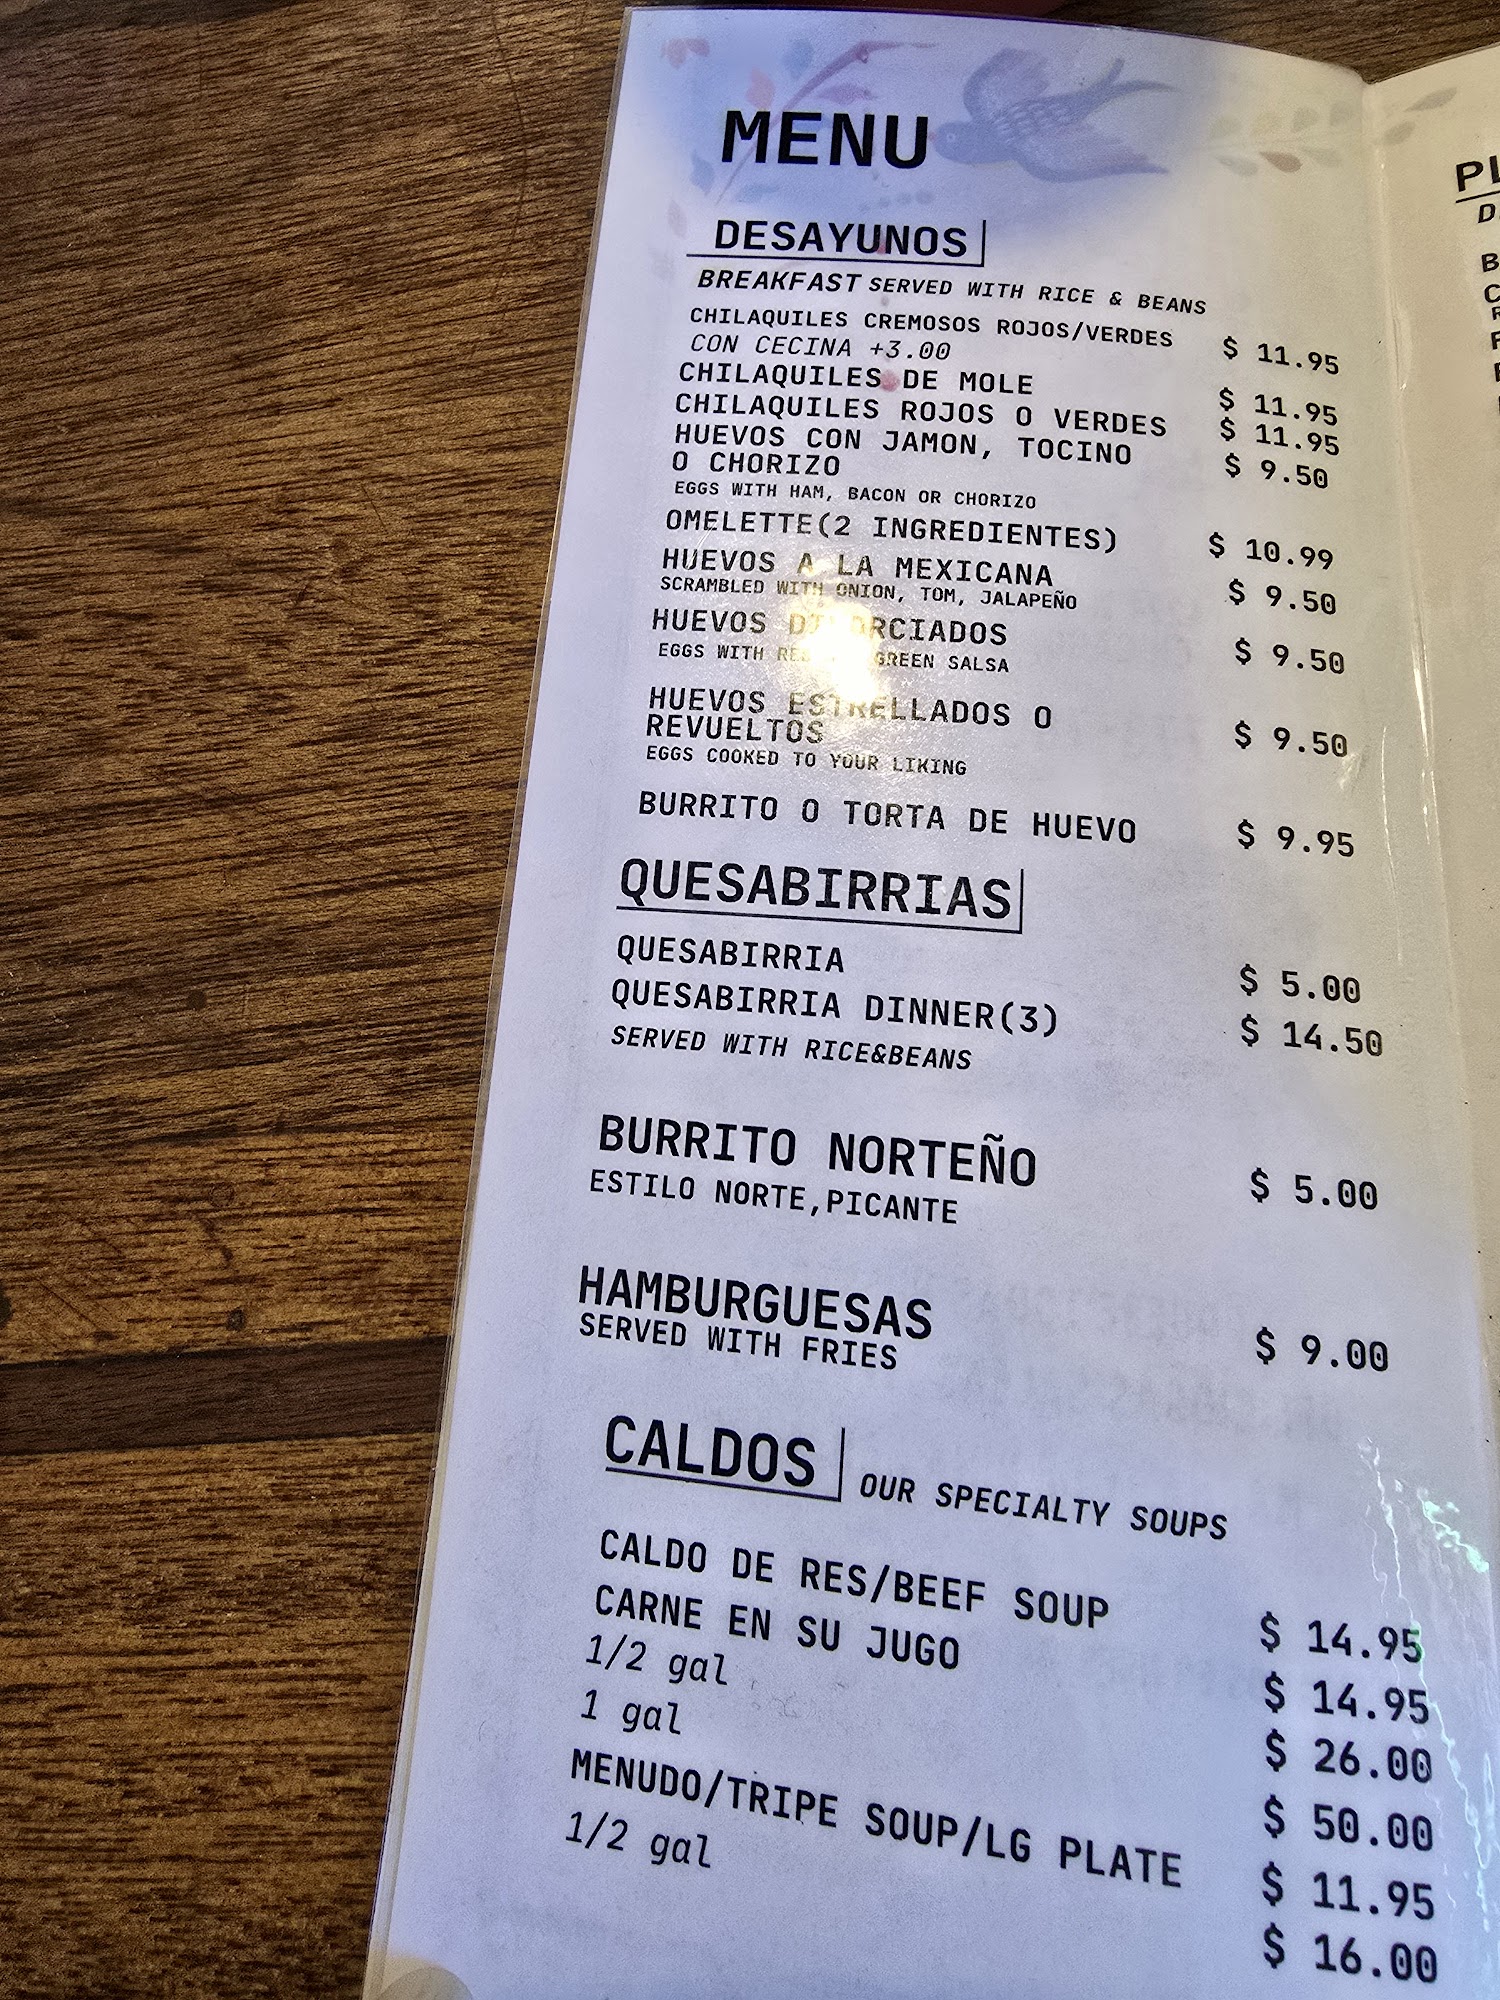 MENU
DESAYUNOS
BREAKFAST SERVED WITH RICE & BEANS
CHILAQUILES CREMOSOS ROJOS/VERDES $ 11.95
CON CECINA +3.00
CHILAQUILES DE MOLE $ 11.95
CHILAQUILES ROJOS O VERDES $ 11.95
HUEVOS CON JAMON, TOCINO $ 9.50
O CHORIZO
EGGS WITH HAM, BACON OR CHORIZO
OMELETTE(2 INGREDIENTES) $ 10.99
HUEVOS A LA MEXICANA $ 9.50
SCRAMBLED WITH ONION, TOM, JALAPEÑO
HUEVOS DIVORCIADOS $ 9.50
EGGS WITH GREEN SALSA
HUEVOS ESTRELLADOS O
REVUELTOS $ 9.50
EGGS COOKED TO YOUR LIKING
BURRITO O TORTA DE HUEVO $ 9.95
QUESABIRRIAS
QUESABIRRIA $ 5.00
QUESABIRRIA DINNER(3) $ 14.50
SERVED WITH RICE&BEANS
BURRITO NORTEÑO $ 5.00
ESTILO NORTE,PICANTE
HAMBURGUESAS $ 9.00
SERVED WITH FRIES
CALDOS OUR SPECIALTY SOUPS
CALDO DE RES/BEEF SOUP $ 14.95
CARNE EN SU JUGO $ 14.95
1/2 gal $ 26.00
1 gal $ 50.00
MENUDO/TRIPE SOUP/LG PLATE $ 11.95
1/2 gal $ 16.00